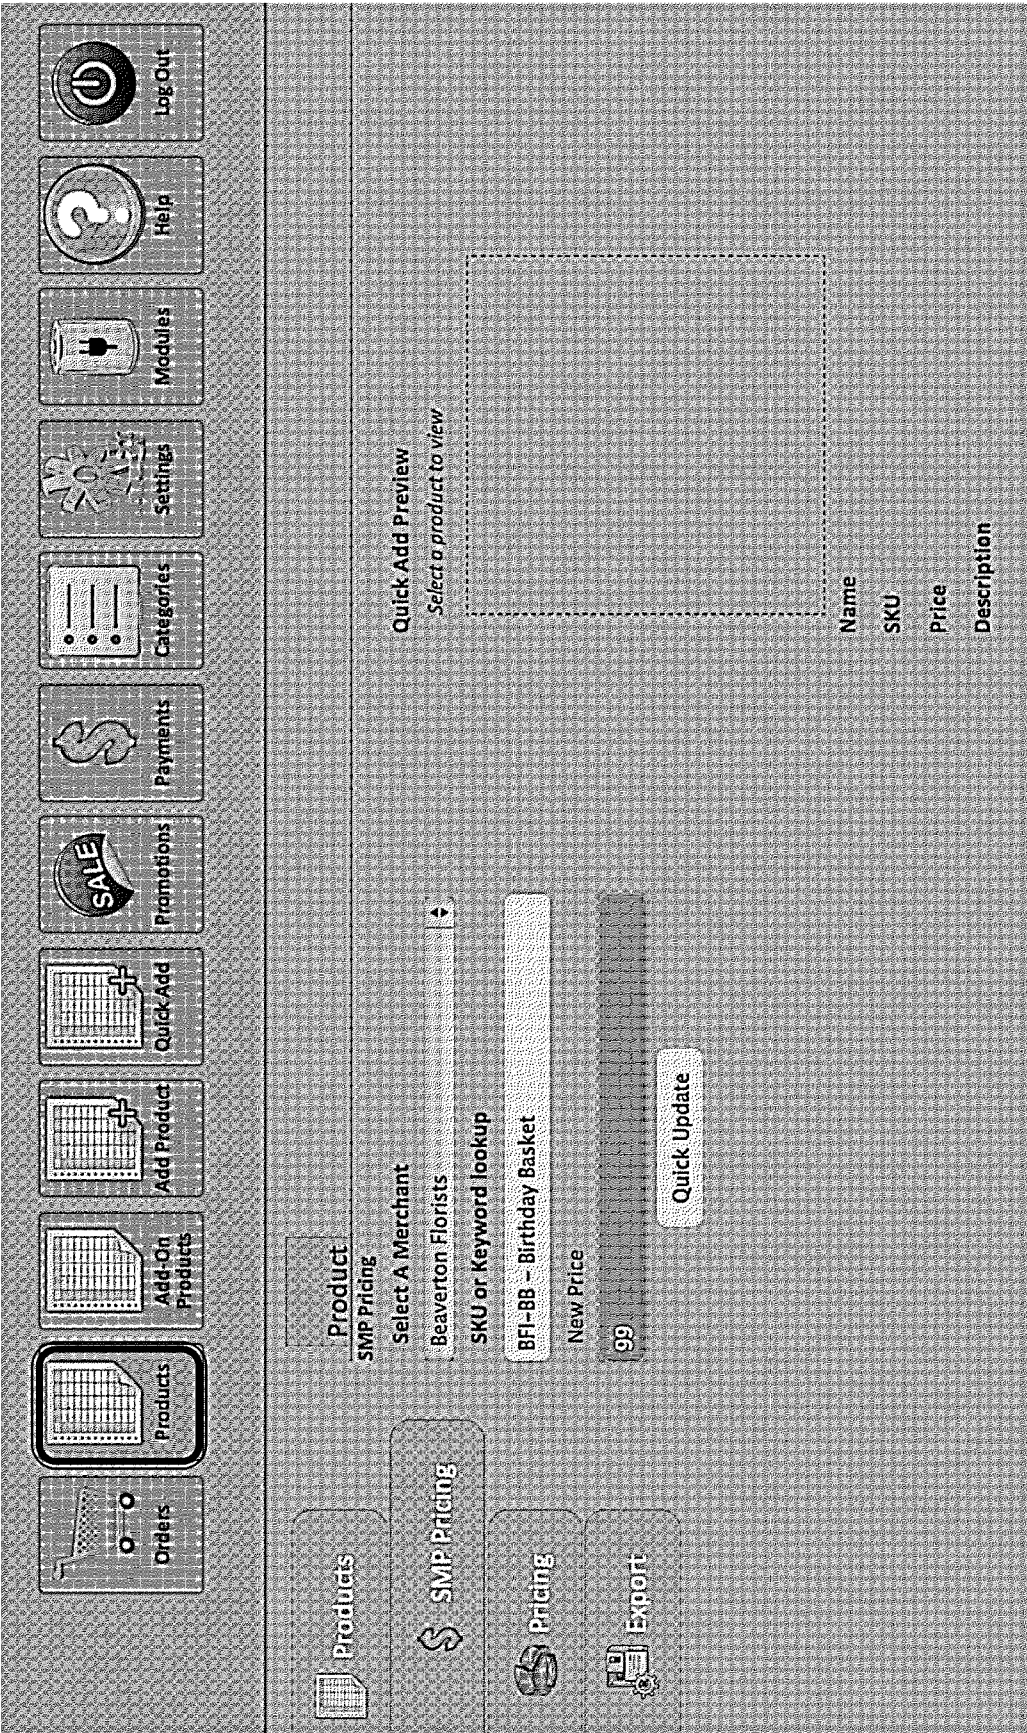 Orders
Products
Add-On
Products
Add Product
Quick Add
SALE
Promotions
Payments
Categories
Settings
Modules
Help
Log Out
Products
SMP Pricing
Pricing
Export
Product
SMP Pricing
Select A Merchant
Beaverton Florists
SKU or Keyword lookup
BFI-BB – Birthday Basket
New Price
99
Quick Update
Quick Add Preview
Select a product to view
Name
SKU
Price
Description